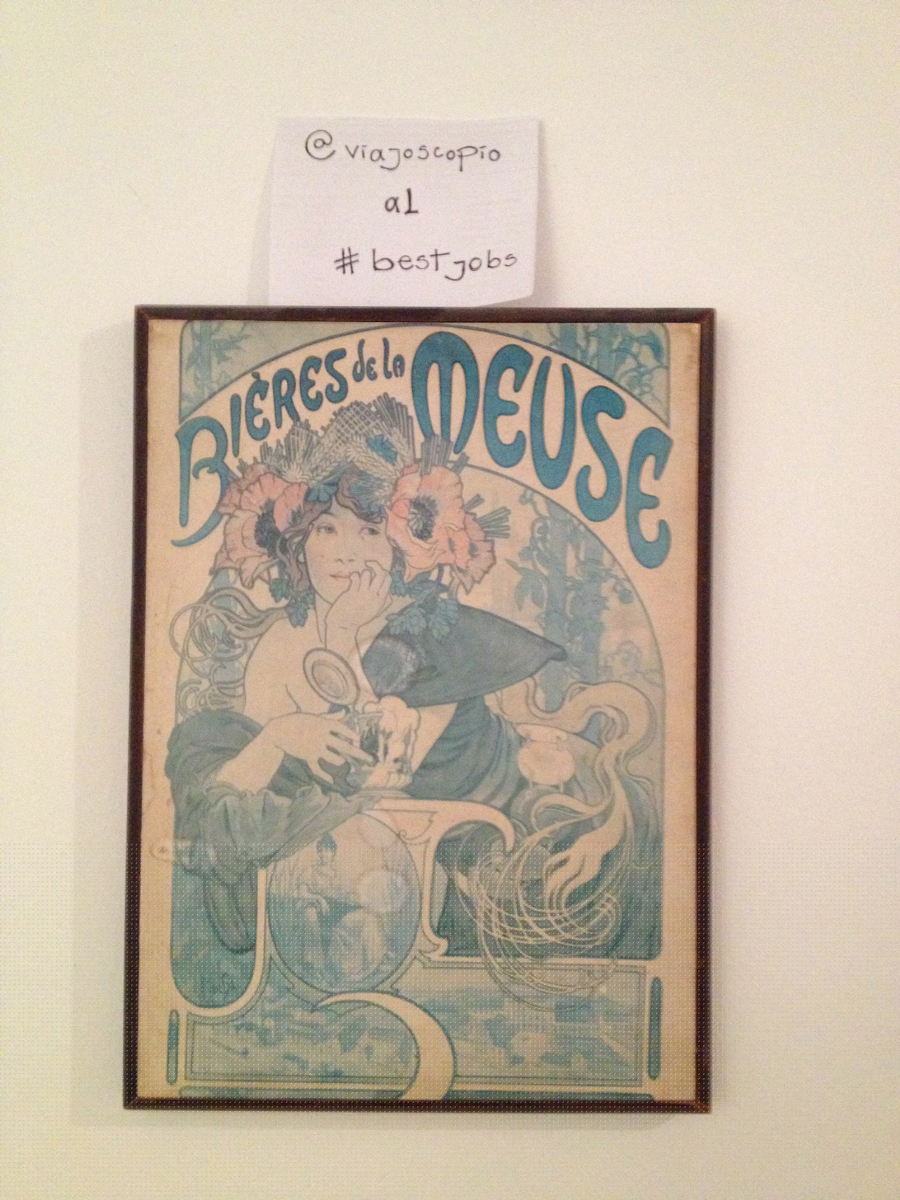 @viajoscopio
al
#bestjobs
BIÈRES de la MEUSE